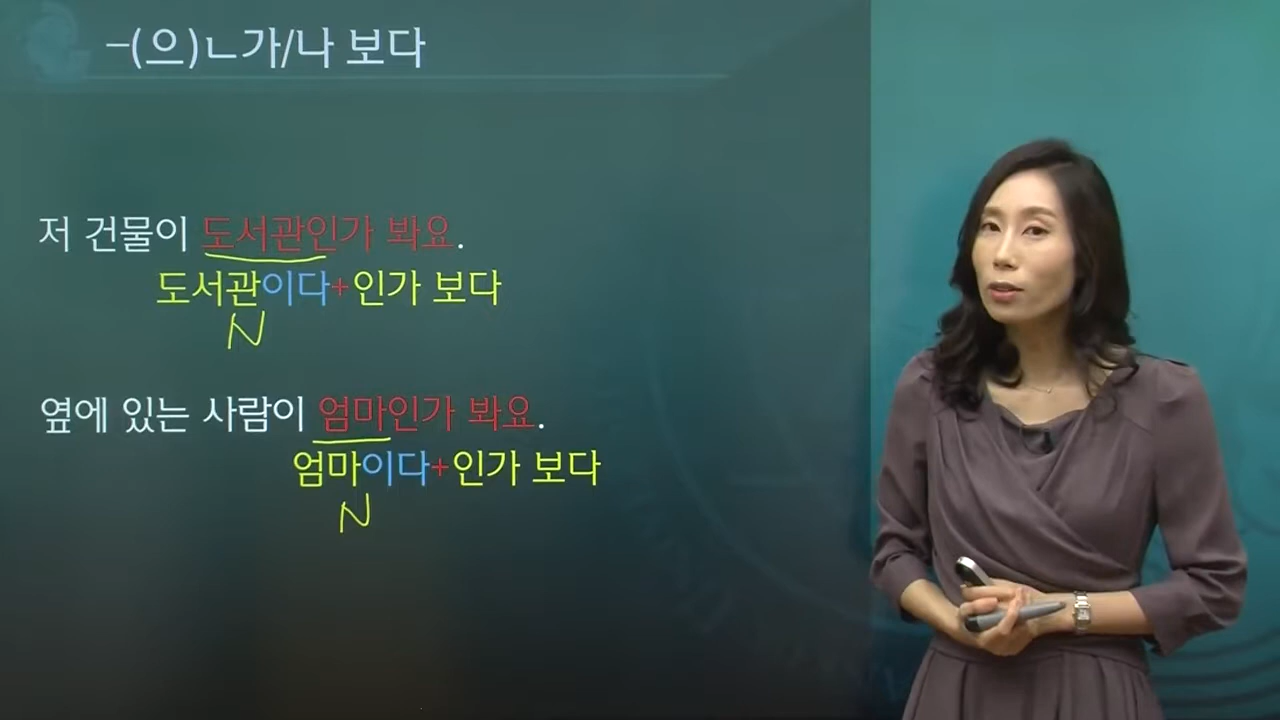 –(으)ㄴ가/나 보다
저 건물이 도서관인가 봐요.
도서관이다+인가 보다
N
옆에 있는 사람이 엄마인가 봐요.
엄마이다+인가 보다
N